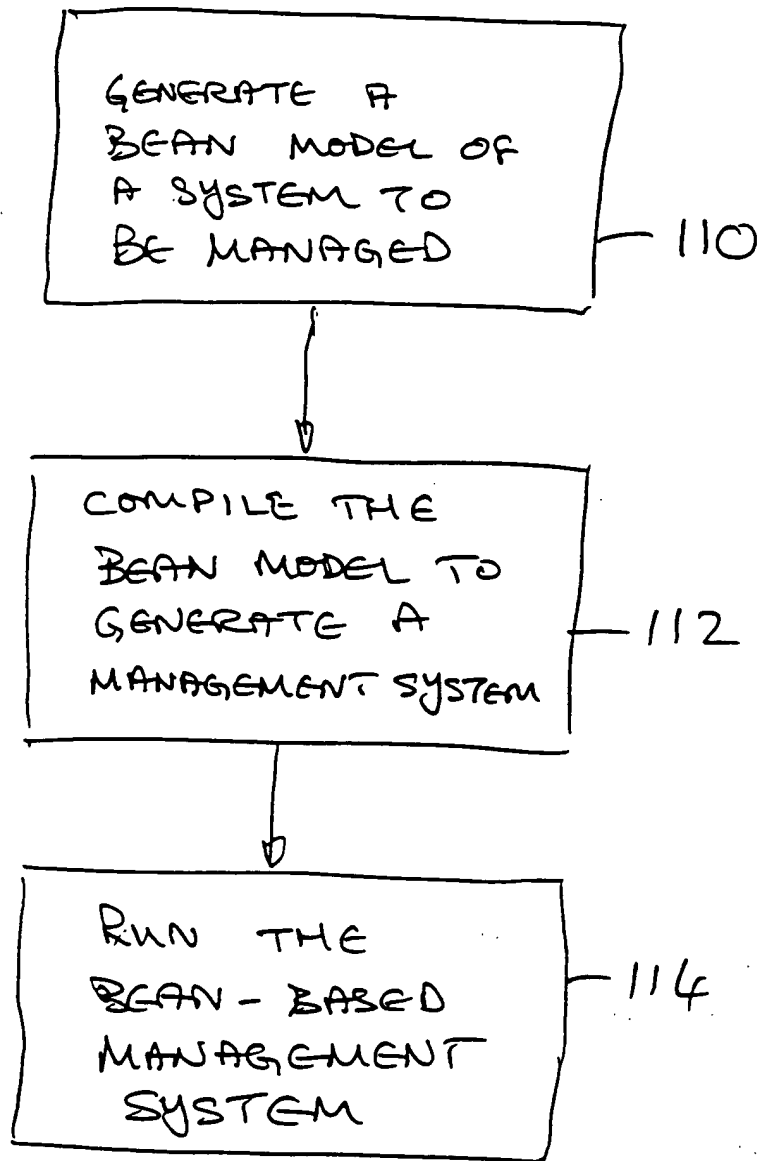 GENERATE A
BEAN MODEL OF
A SYSTEM TO
BE MANAGED
110
COMPILE THE
BEAN MODEL TO
GENERATE A
MANAGEMENT SYSTEM
112
RUN THE
BEAN-BASED
MANAGEMENT
SYSTEM
114